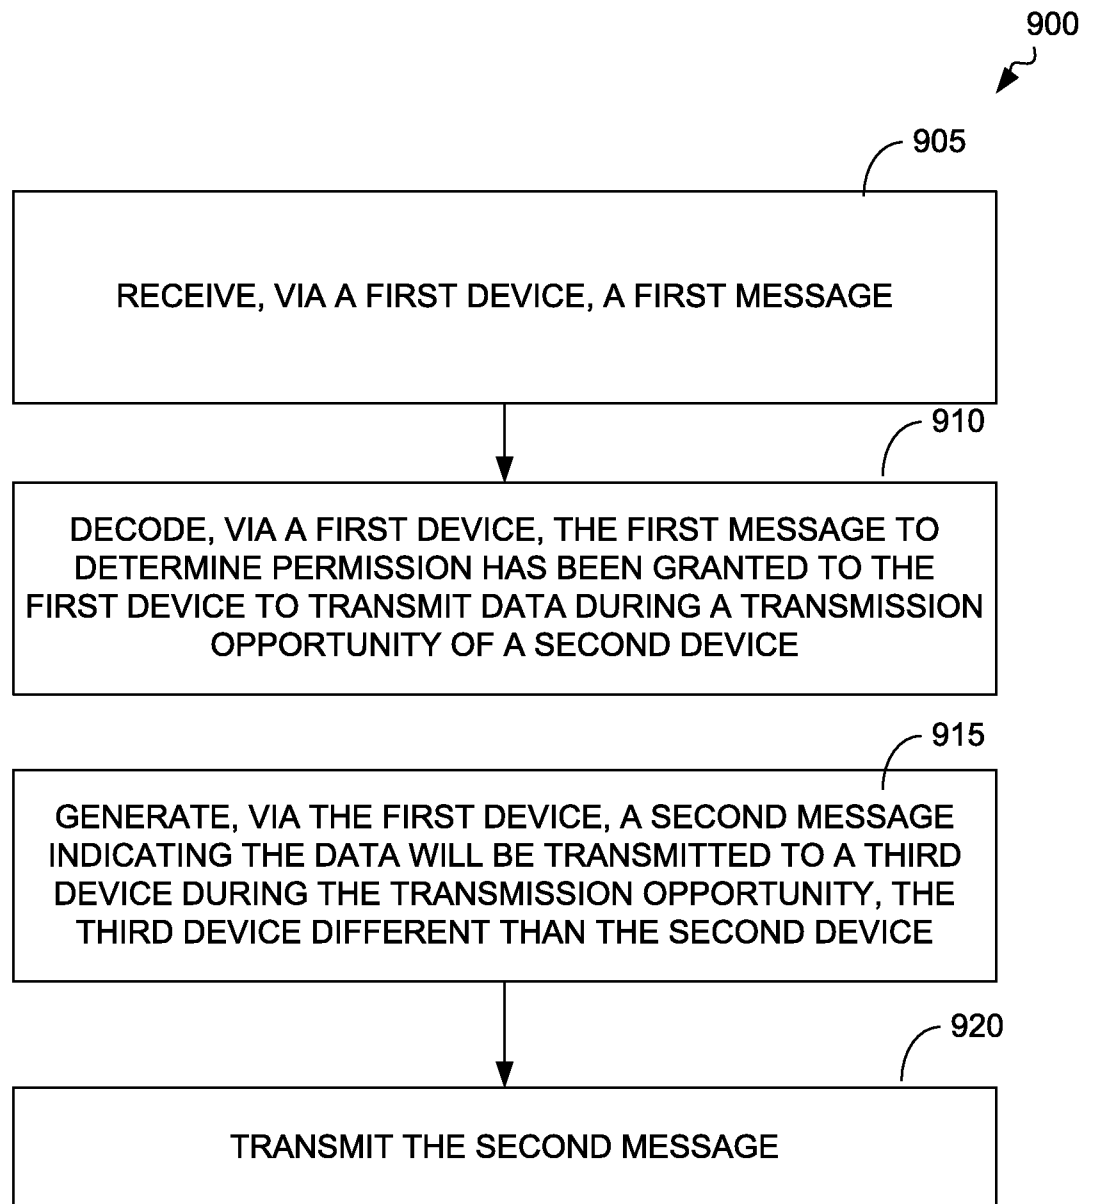 900
905
RECEIVE, VIA A FIRST DEVICE, A FIRST MESSAGE
910
DECODE, VIA A FIRST DEVICE, THE FIRST MESSAGE TO
DETERMINE PERMISSION HAS BEEN GRANTED TO THE
FIRST DEVICE TO TRANSMIT DATA DURING A TRANSMISSION
OPPORTUNITY OF A SECOND DEVICE
915
GENERATE, VIA THE FIRST DEVICE, A SECOND MESSAGE
INDICATING THE DATA WILL BE TRANSMITTED TO A THIRD
DEVICE DURING THE TRANSMISSION OPPORTUNITY, THE
THIRD DEVICE DIFFERENT THAN THE SECOND DEVICE
920
TRANSMIT THE SECOND MESSAGE